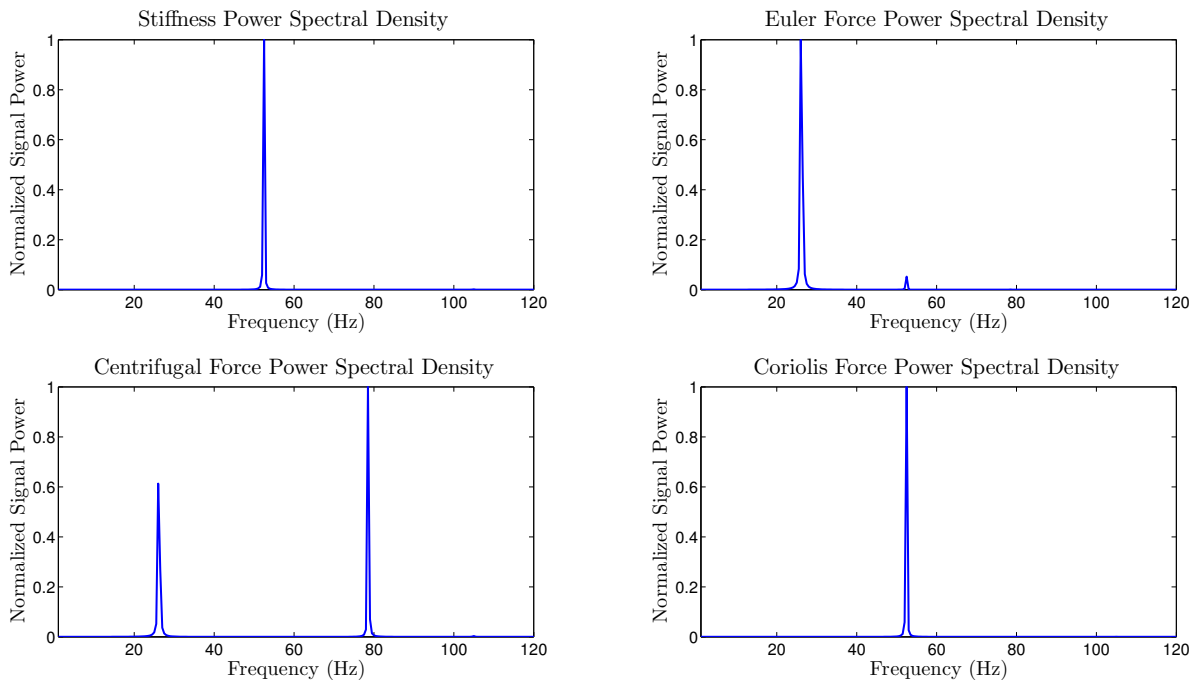 Stiffness Power Spectral Density
Normalized Signal Power
1
0.8
0.6
0.4
0.2
0
20 40 60 80 100 120
Frequency (Hz)
Euler Force Power Spectral Density
Normalized Signal Power
1
0.8
0.6
0.4
0.2
0
20 40 60 80 100 120
Frequency (Hz)
Centrifugal Force Power Spectral Density
Normalized Signal Power
1
0.8
0.6
0.4
0.2
0
20 40 60 80 100 120
Frequency (Hz)
Coriolis Force Power Spectral Density
Normalized Signal Power
1
0.8
0.6
0.4
0.2
0
20 40 60 80 100 120
Frequency (Hz)